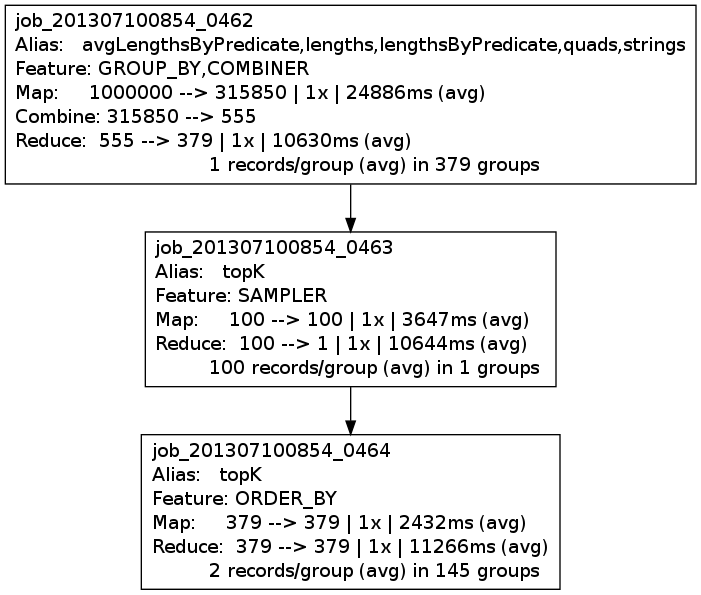 job_201307100854_0462
Alias:   avgLengthsByPredicate,lengths,lengthsByPredicate,quads,strings
Feature: GROUP_BY,COMBINER
Map:     1000000 --> 315850 | 1x | 24886ms (avg)
Combine: 315850 --> 555
Reduce:  555 --> 379 | 1x | 10630ms (avg)
1 records/group (avg) in 379 groups
job_201307100854_0463
Alias:   topK
Feature: SAMPLER
Map:     100 --> 100 | 1x | 3647ms (avg)
Reduce:  100 --> 1 | 1x | 10644ms (avg)
100 records/group (avg) in 1 groups
job_201307100854_0464
Alias:   topK
Feature: ORDER_BY
Map:     379 --> 379 | 1x | 2432ms (avg)
Reduce:  379 --> 379 | 1x | 11266ms (avg)
2 records/group (avg) in 145 groups